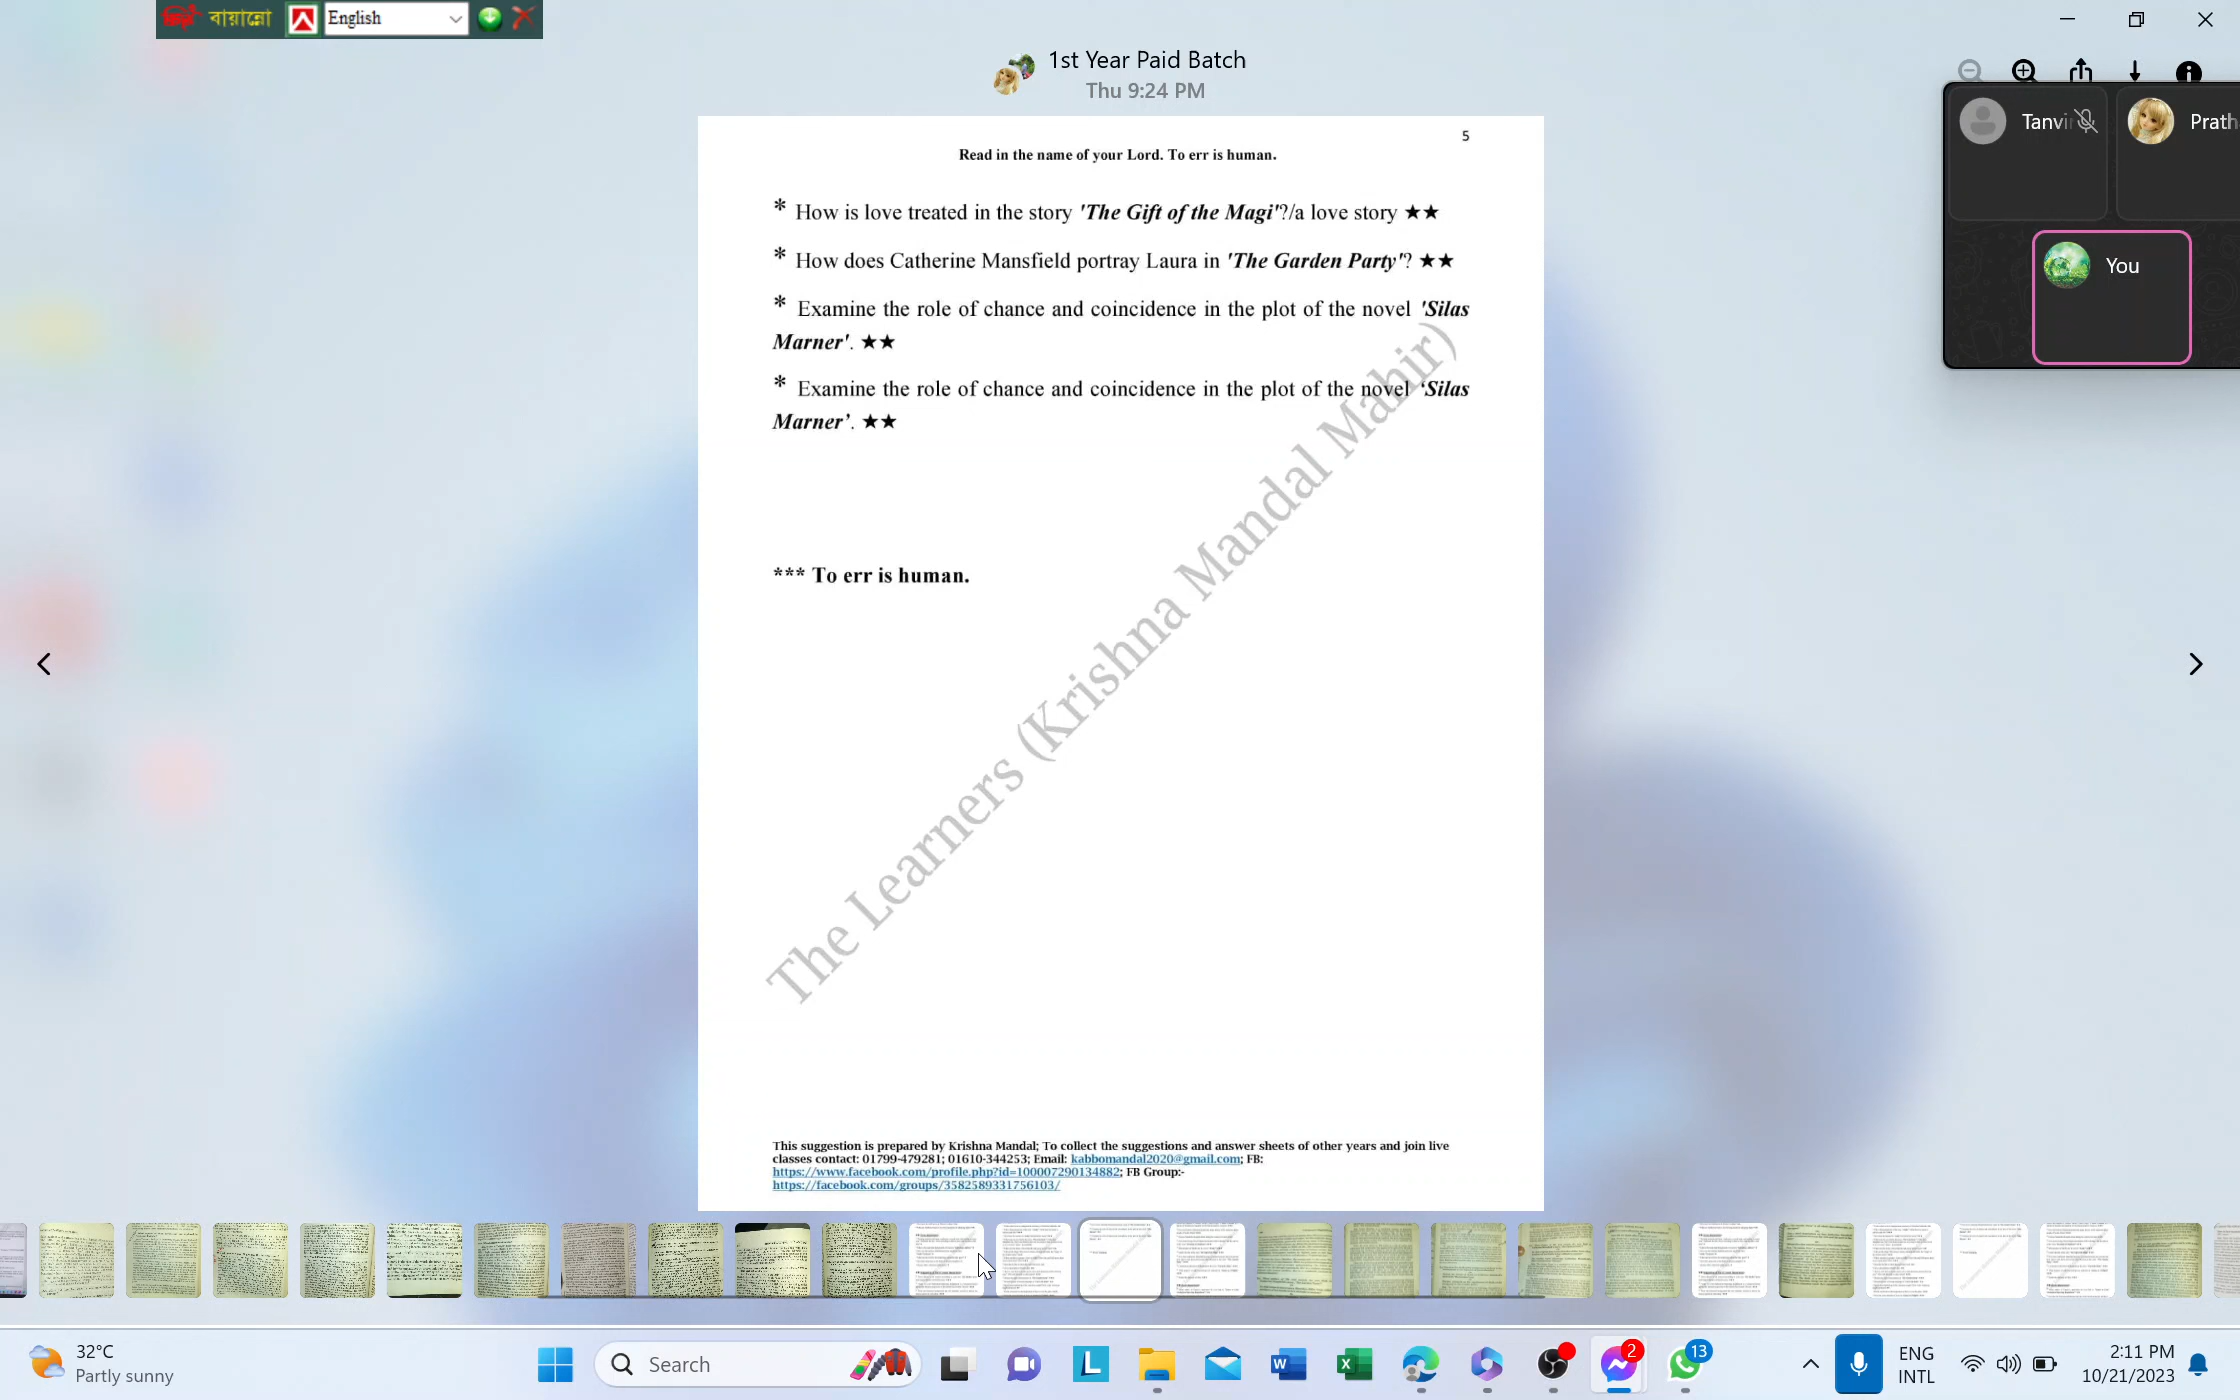 বায়ান্নো English
1st Year Paid Batch
Thu 9:24 PM
Tanvi
Prath
You
5
Read in the name of your Lord. To err is human.
* How is love treated in the story 'The Gift of the Magi'?/a love story ★★
* How does Catherine Mansfield portray Laura in 'The Garden Party'? ★★
* Examine the role of chance and coincidence in the plot of the novel 'Silas
Marner'. ★★
* Examine the role of chance and coincidence in the plot of the novel ‘Silas
Marner’. ★★
*** To err is human.
The Learners (Krishna Mandal Mahir)
This suggestion is prepared by Krishna Mandal; To collect the suggestions and answer sheets of other years and join live
classes contact: 01799-479281; 01610-344253; Email: kabbomandal2020@gmail.com; FB:
https://www.facebook.com/profile.php?id=100007290134882; FB Group:-
https://facebook.com/groups/3582589331756103/
32°C
Partly sunny
Search
2
13
ENG
INTL
2:11 PM
10/21/2023